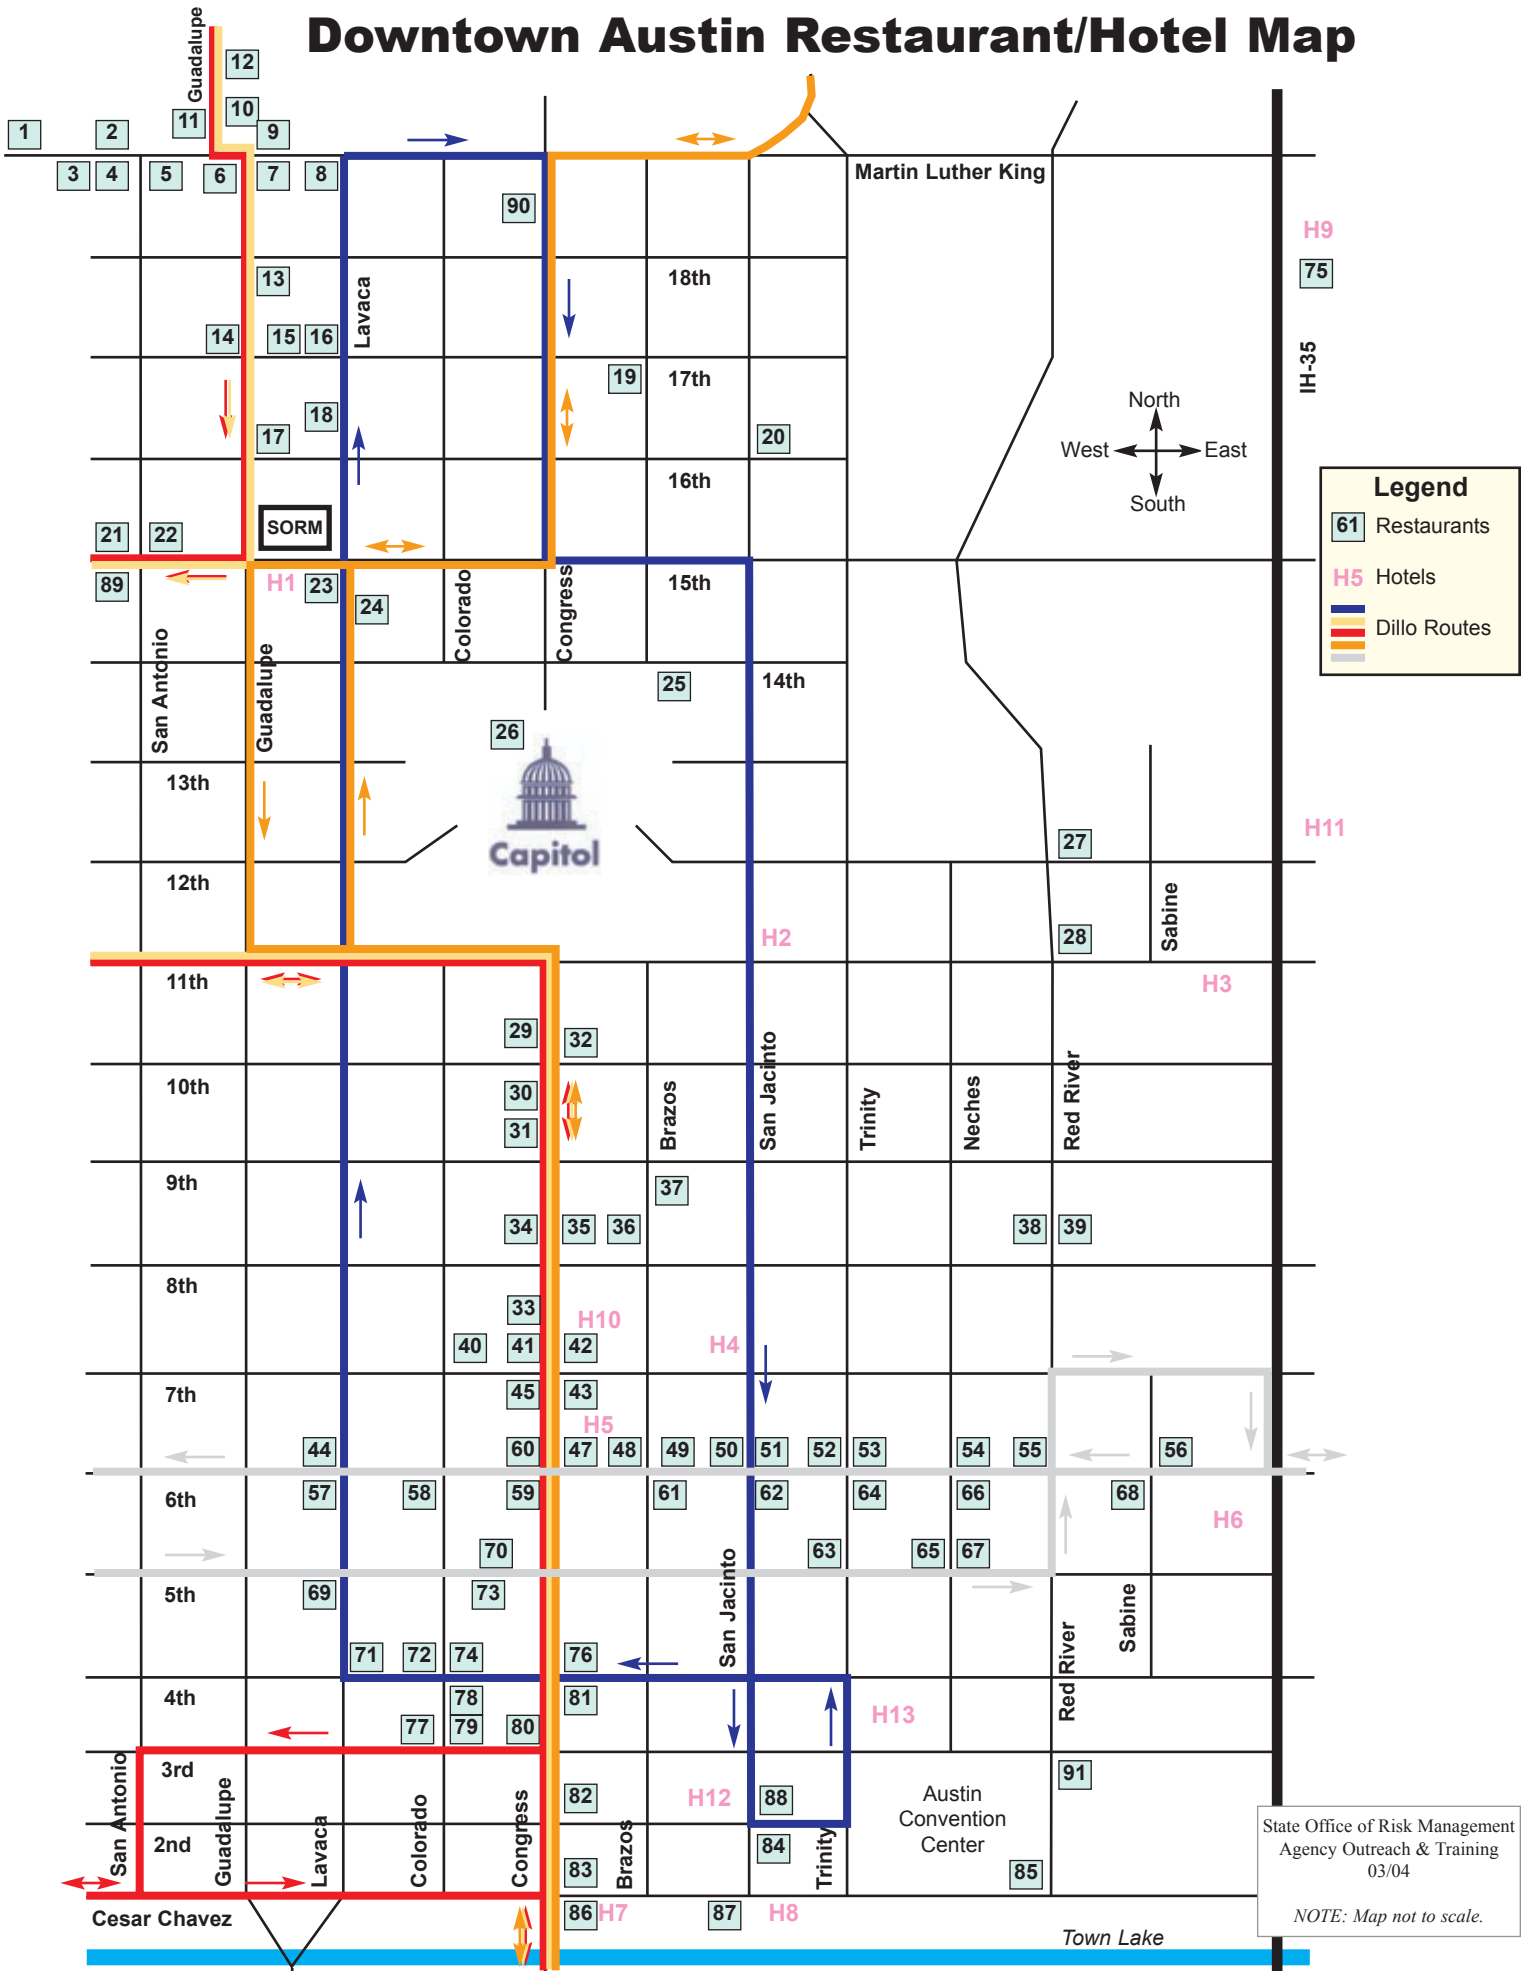 Downtown Austin Restaurant/Hotel Map
Guadalupe
12
10
11
9
1
2
3
4
5
6
7
8
Martin Luther King
90
H9
75
13
Lavaca
18th
14
15
16
IH-35
19
17th
North
West
East
South
18
17
20
16th
Legend
61 Restaurants
H5 Hotels
Dillo Routes
21
22
SORM
89
H1
23
24
Colorado
Congress
15th
San Antonio
Guadalupe
25
14th
26
13th
Capitol
27
H11
12th
Sabine
H2
28
11th
H3
29
32
10th
30
31
Brazos
San Jacinto
Trinity
Neches
Red River
9th
37
34
35
36
38
39
8th
33
H10
40
41
42
H4
7th
45
43
H5
44
60
47
48
49
50
51
52
53
54
55
56
6th
57
58
59
61
62
64
66
68
H6
70
63
65
67
San Jacinto
5th
69
73
Sabine
Red River
71
72
74
76
4th
78
81
77
79
80
H13
San Antonio
3rd
Guadalupe
Lavaca
Colorado
Congress
82
H12
88
Austin
Convention
Center
91
2nd
Brazos
84
Trinity
83
85
State Office of Risk Management
Agency Outreach & Training
03/04
NOTE: Map not to scale.
Cesar Chavez
86
H7
87
H8
Town Lake